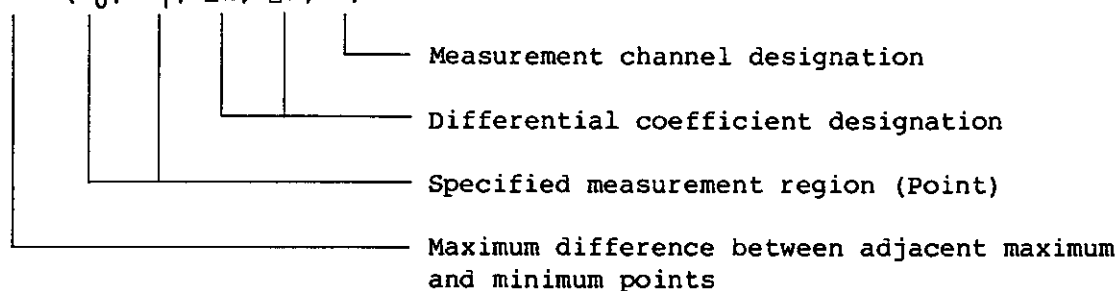 Measurement channel designation
Differential coefficient designation
Specified measurement region (Point)
Maximum difference between adjacent maximum
and minimum points